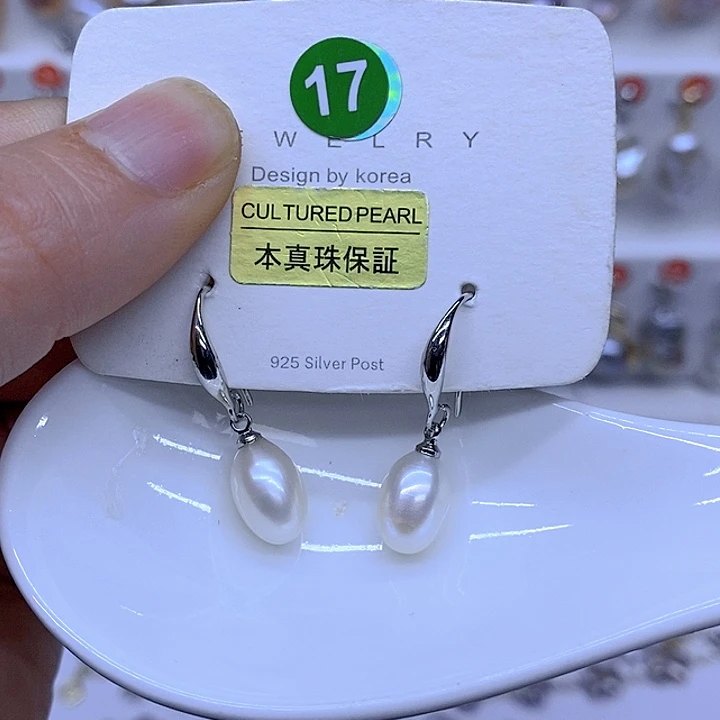 17
WELRY
Design by korea
CULTURED PEARL
本真珠保証
925 Silver Post